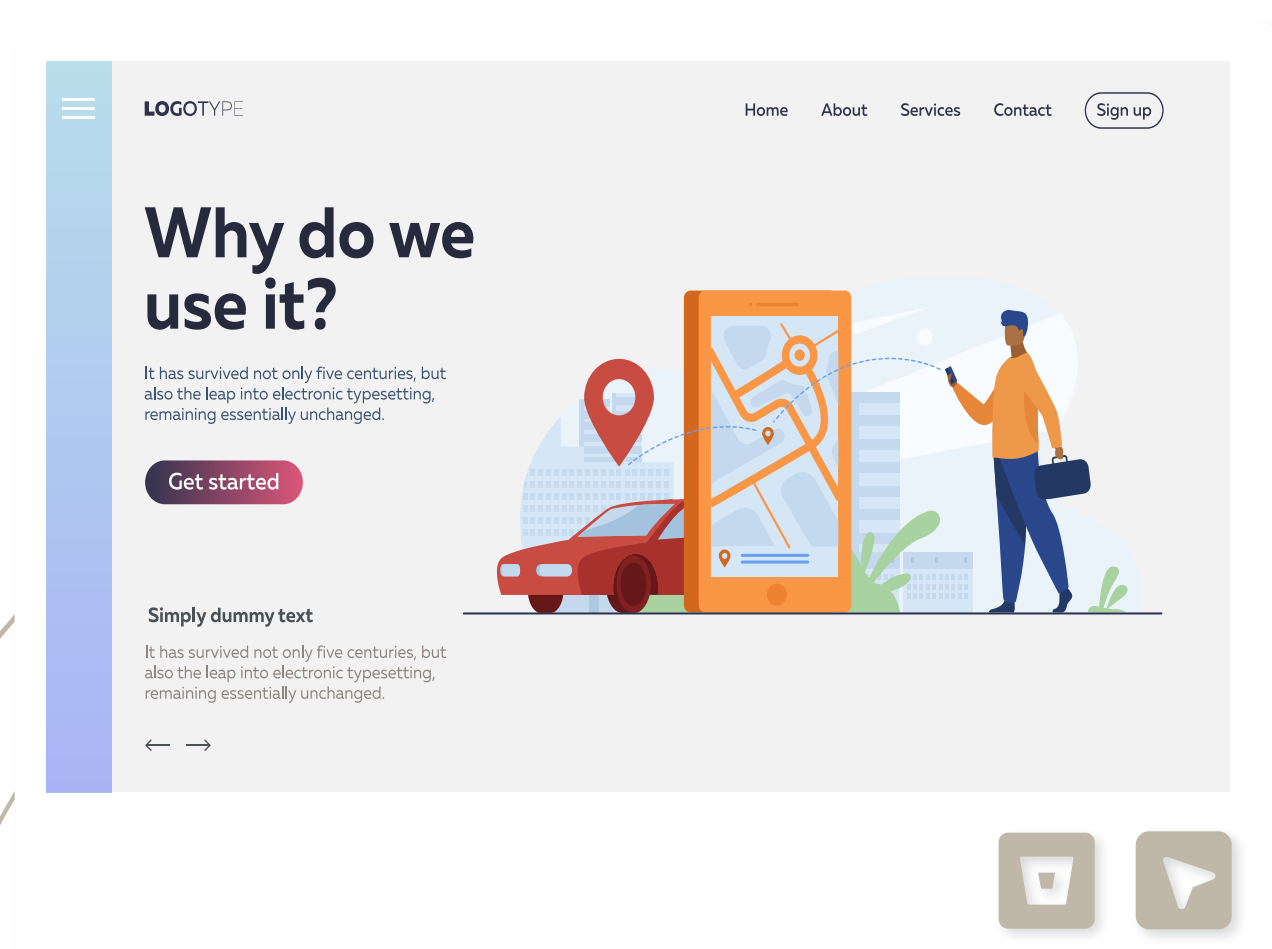 LOGOTYPE
Home About Services Contact Sign up
Why do we
use it?
It has survived not only five centuries, but
also the leap into electronic typesetting,
remaining essentially unchanged.
Get started
Simply dummy text
It has survived not only five centuries, but
also the leap into electronic typesetting,
remaining essentially unchanged.